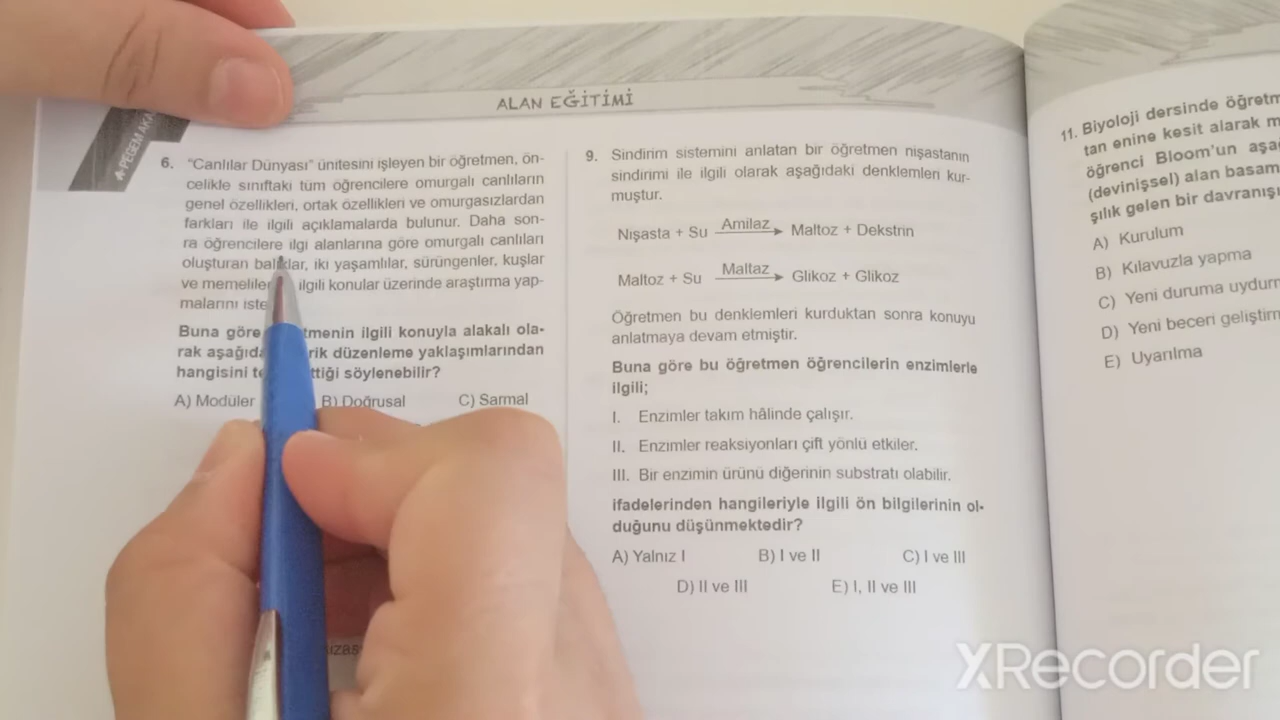 ALAN EĞİTİMİ
PEGEM AKA
6. "Canlılar Dünyası" ünitesini işleyen bir öğretmen, ön-
celikle sınıftaki tüm öğrencilere omurgalı canlıların
genel özellikleri, ortak özellikleri ve omurgasızlardan
farkları ile ilgili açıklamalarda bulunur. Daha son-
ra öğrencilere ilgi alanlarına göre omurgalı canlıları
oluşturan balıklar, iki yaşamlılar, sürüngenler, kuşlar
ve memeliler ilgili konular üzerinde araştırma yap-
malarını iste
Buna göre tmenin ilgili konuyla alakalı ola-
rak aşağıda rik düzenleme yaklaşımlarından
hangisini te ttiği söylenebilir?
A) Modüler B) Doğrusal C) Sarmal
9. Sindirim sistemini anlatan bir öğretmen nişastanın
sindirimi ile ilgili olarak aşağıdaki denklemleri kur-
muştur.
Nişasta + Su Amilaz Maltoz + Dekstrin
Maltoz + Su Maltaz Glikoz + Glikoz
Öğretmen bu denklemleri kurduktan sonra konuyu
anlatmaya devam etmiştir.
Buna göre bu öğretmen öğrencilerin enzimlerle
ilgili;
I. Enzimler takım hâlinde çalışır.
II. Enzimler reaksiyonları çift yönlü etkiler.
III. Bir enzimin ürünü diğerinin substratı olabilir.
ifadelerinden hangileriyle ilgili ön bilgilerinin ol-
duğunu düşünmektedir?
A) Yalnız I B) I ve II C) I ve III
D) II ve III E) I, II ve III
11. Biyoloji dersinde öğretm
tan enine kesit alarak m
öğrenci Bloom'un aşa
(devinişsel) alan basam
şılık gelen bir davranışı
A) Kurulum
B) Kılavuzla yapma
C) Yeni duruma uydurm
D) Yeni beceri geliştirm
E) Uyarılma
XRecorder